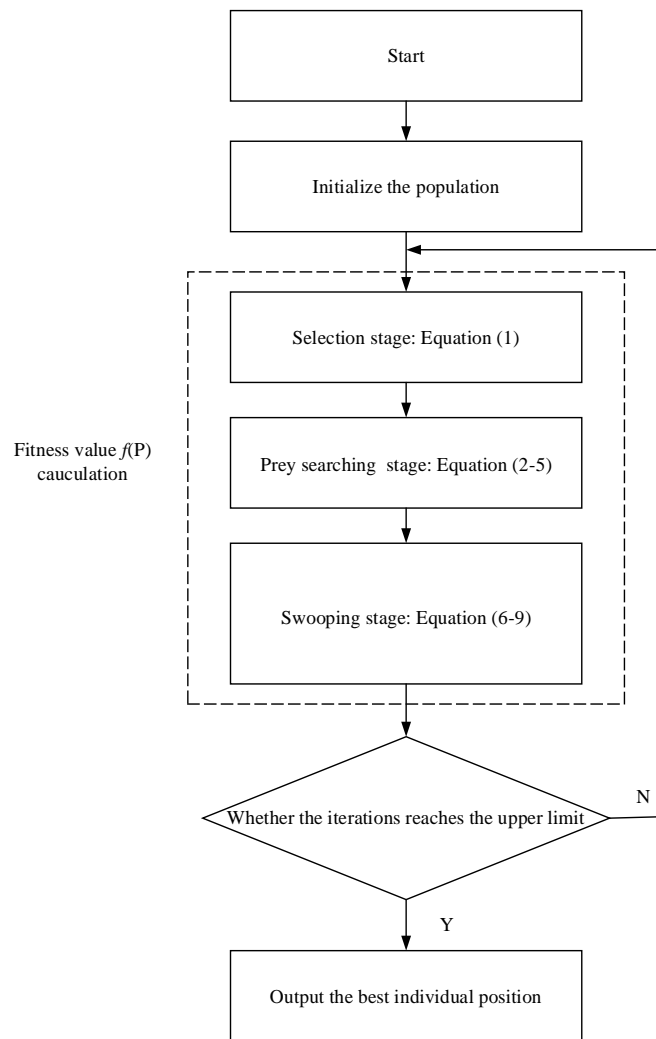 Start
Initialize the population
Selection stage: Equation (1)
Prey searching stage: Equation (2-5)
Fitness value f(P)
cauculation
Swooping stage: Equation (6-9)
Whether the iterations reaches the upper limit
N
Y
Output the best individual position